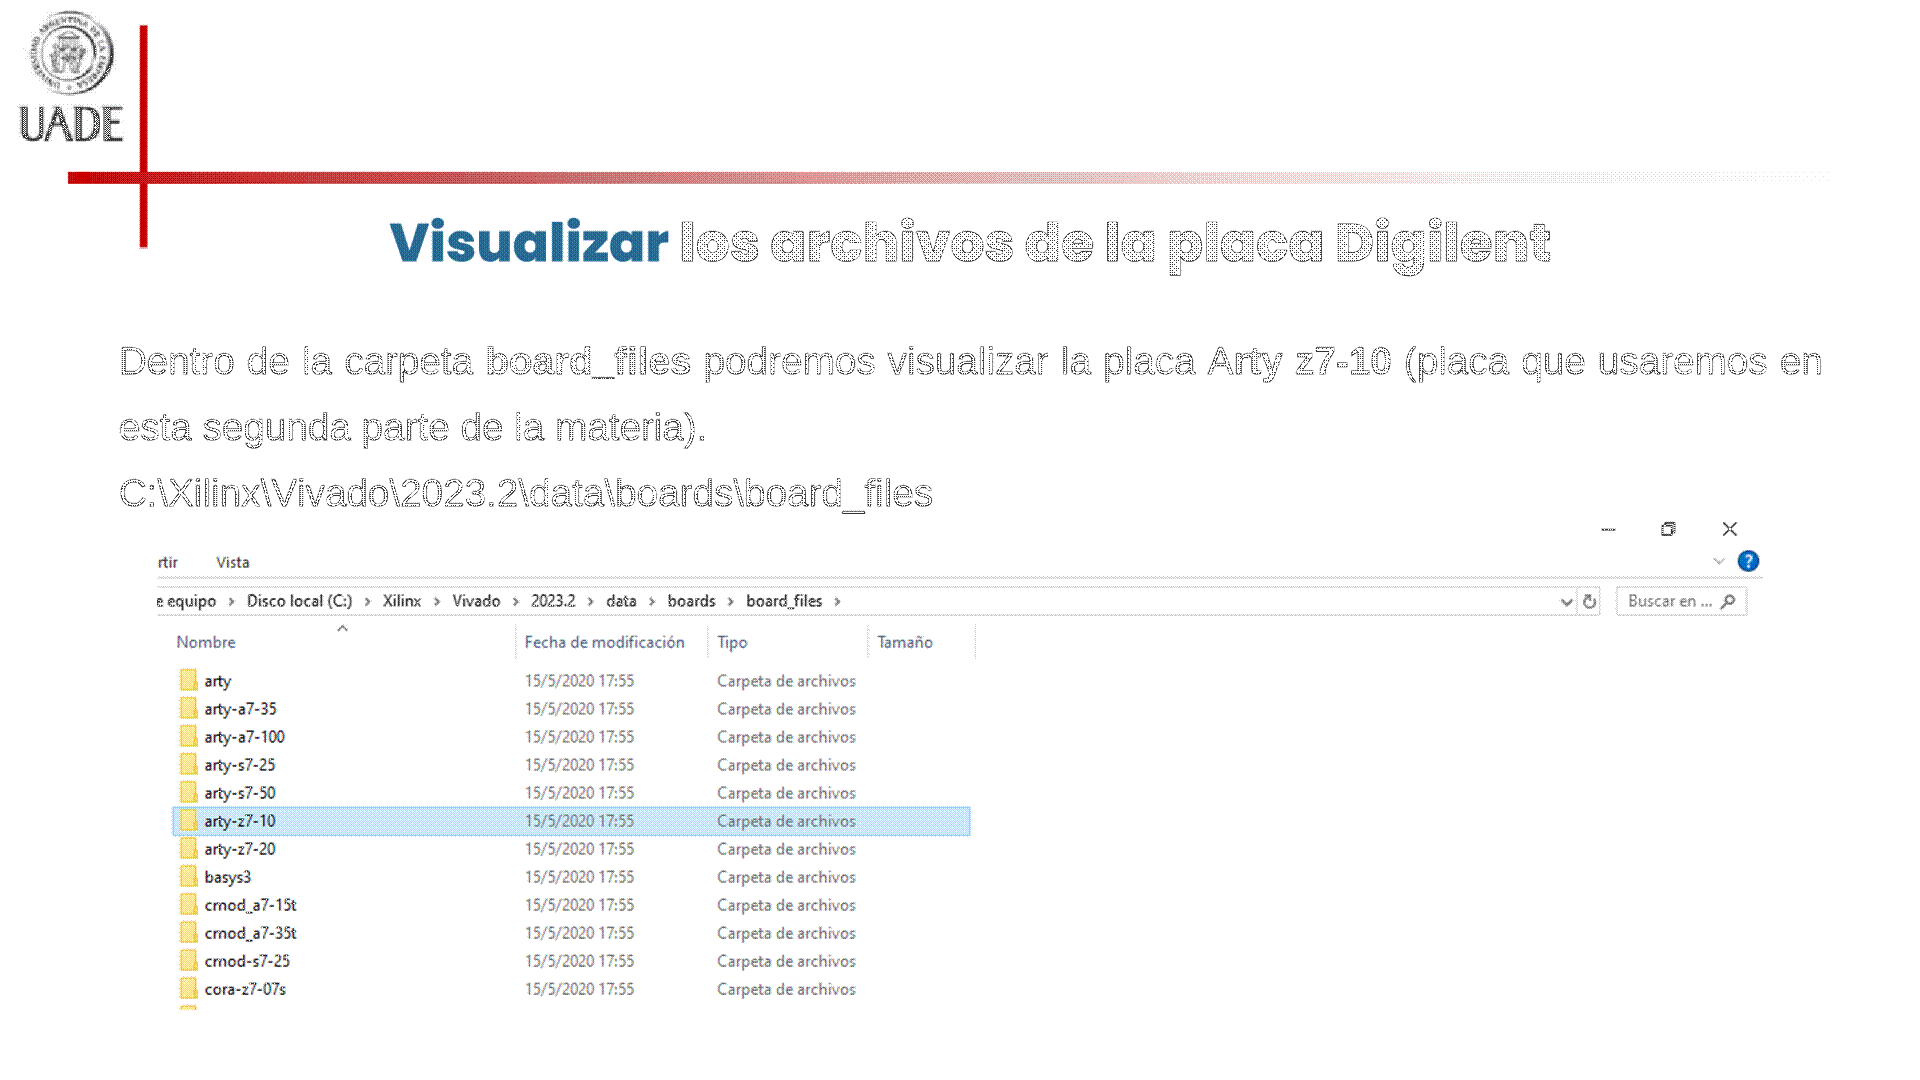 UNIVERSIDAD ARGENTINA DE LA EMPRESA
UADE
Visualizar los archivos de la placa Digilent
Dentro de la carpeta board_files podremos visualizar la placa Arty z7-10 (placa que usaremos en
esta segunda parte de la materia).
C:\Xilinx\Vivado\2023.2\data\boards\board_files
rtir Vista
e equipo > Disco local (C:) > Xilinx > Vivado > 2023.2 > data > boards > board_files >
Buscar en ...
Nombre Fecha de modificación Tipo Tamaño
arty 15/5/2020 17:55 Carpeta de archivos
arty-a7-35 15/5/2020 17:55 Carpeta de archivos
arty-a7-100 15/5/2020 17:55 Carpeta de archivos
arty-s7-25 15/5/2020 17:55 Carpeta de archivos
arty-s7-50 15/5/2020 17:55 Carpeta de archivos
arty-z7-10 15/5/2020 17:55 Carpeta de archivos
arty-z7-20 15/5/2020 17:55 Carpeta de archivos
basys3 15/5/2020 17:55 Carpeta de archivos
cmod_a7-15t 15/5/2020 17:55 Carpeta de archivos
cmod_a7-35t 15/5/2020 17:55 Carpeta de archivos
cmod-s7-25 15/5/2020 17:55 Carpeta de archivos
cora-z7-07s 15/5/2020 17:55 Carpeta de archivos